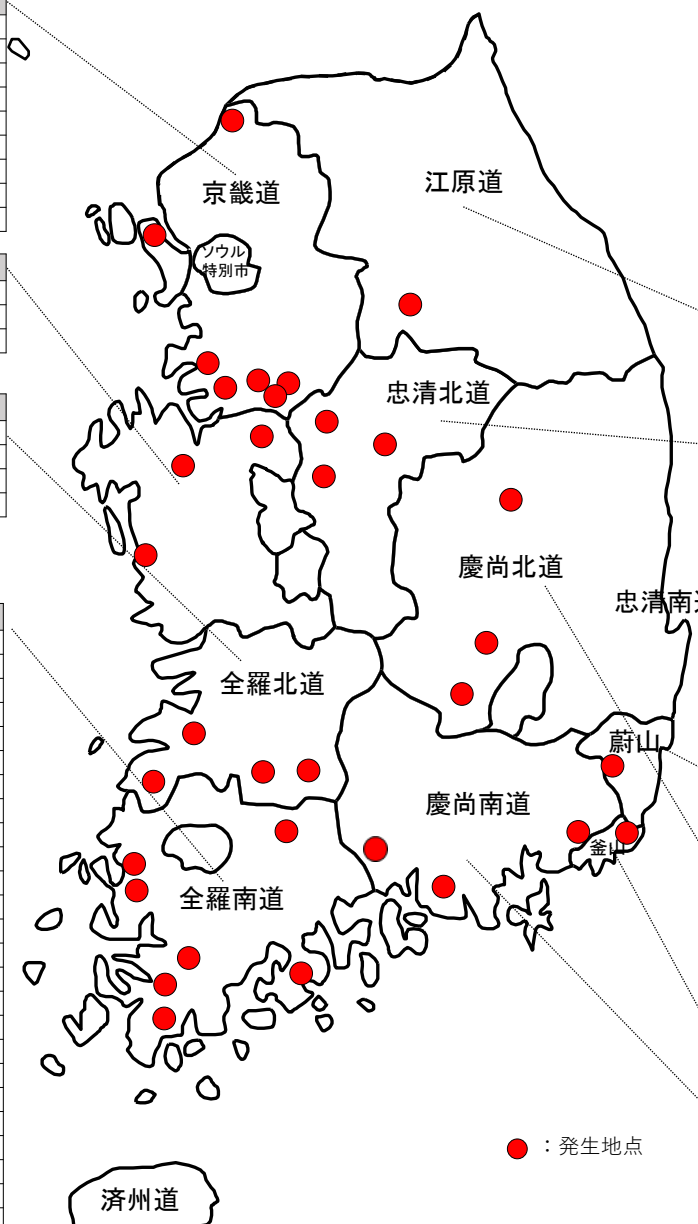 江原道
京畿道
ソウル
特別市
忠清北道
慶尚北道
忠清南
全羅北道
蔚山
慶尚南道
釜山
全羅南道
：発生地点
済州道